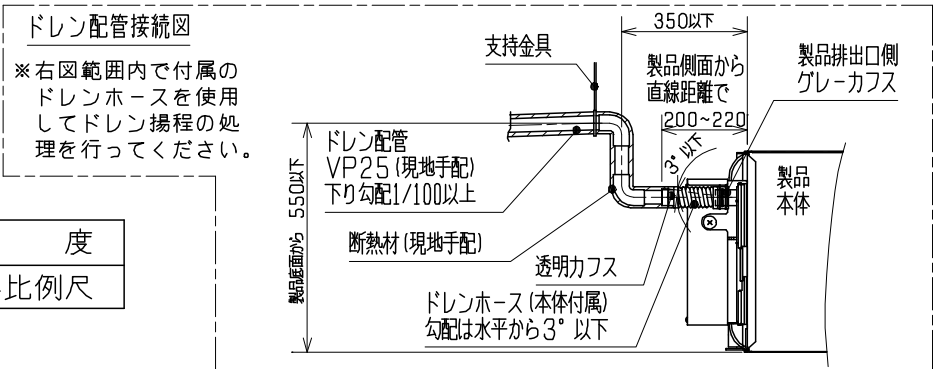 ドレン配管接続図
※右図範囲内で付属の
ドレンホースを使用
してドレン揚程の処
理を行ってください。
度
比例尺
350以下
支持金具
製品側面から
直線距離で
200~220
製品排出口側
グレーカフス
3°以下
製品
本体
ドレン配管
VP25(現地手配)
下り勾配1/100以上
断熱材(現地手配)
透明カフス
ドレンホース(本体付属)
勾配は水平から3°以下
製品底面から 550以下